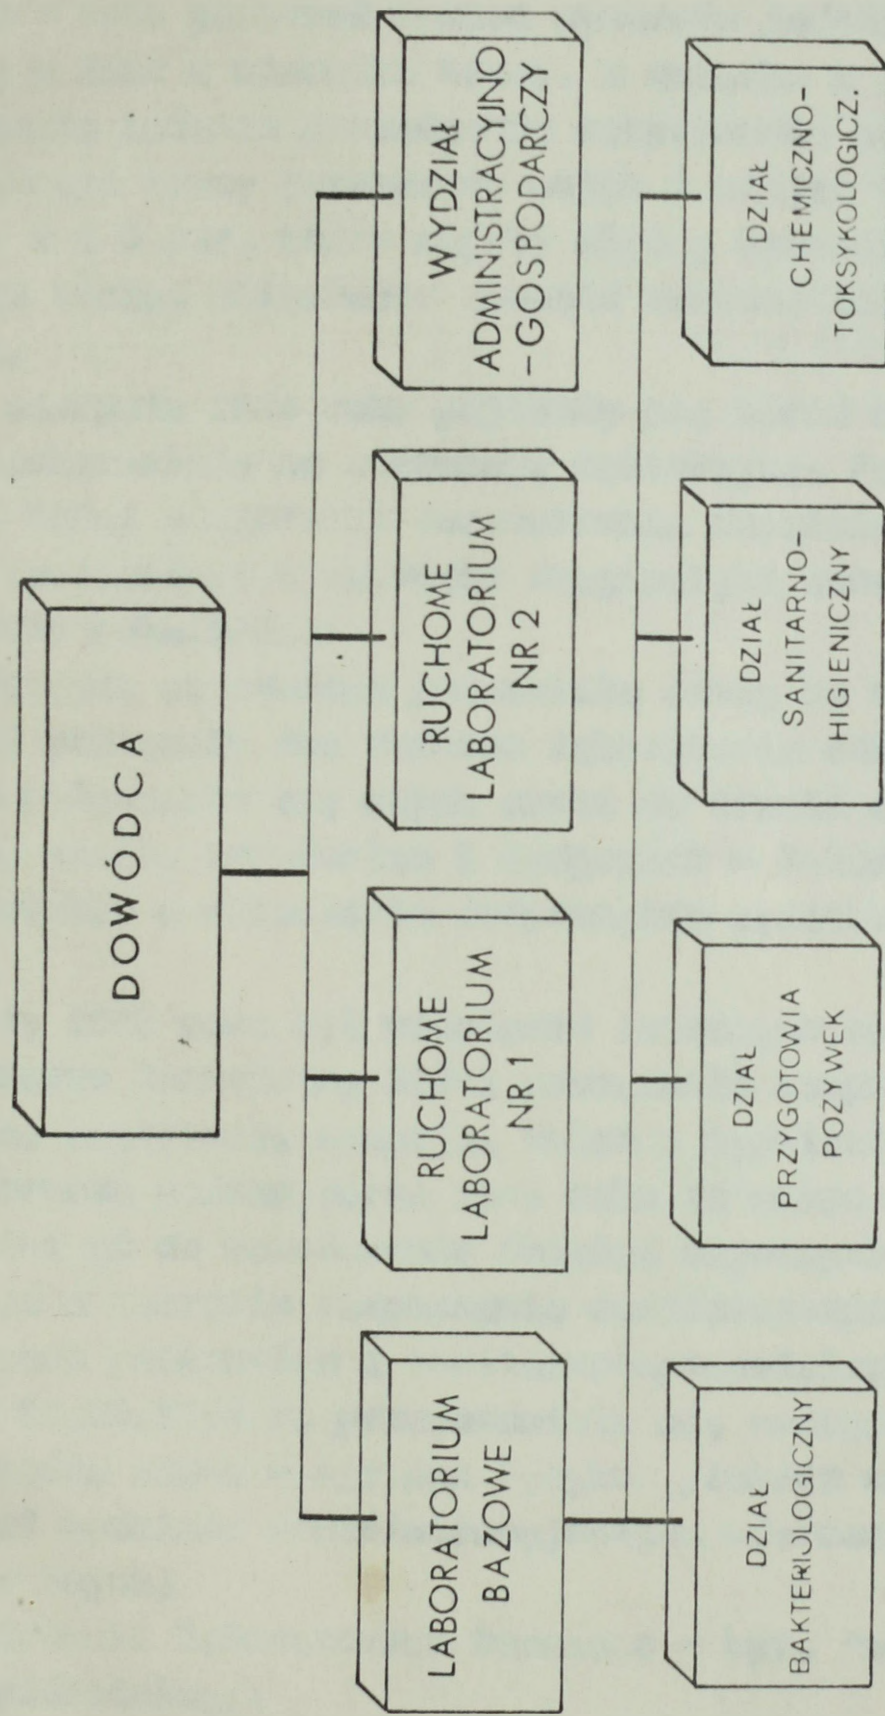 DOWÓDCA
LABORATORIUM
BAZOWE
RUCHOME
LABORATORIUM
NR 1
RUCHOME
LABORATORIUM
NR 2
WYDZIAŁ
ADMINISTRACYJNO
-GOSPODARCZY
DZIAŁ
BAKTERIJOLOGICZNY
DZIAŁ
PRZYGOTOWIA
POZYWEK
DZIAŁ
SANITARNO-
HIGIENICZNY
DZIAŁ
CHEMICZNO-
TOKSYKOLOGICZ.